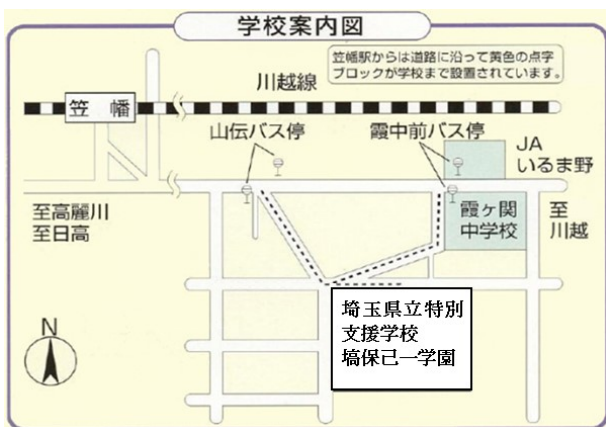 学校案内図
笠幡駅からは道路に沿って黄色の点字
ブロックが学校まで設置されています。
川越線
笠 幡
山伝バス停
霞中前バス停
JA
いるま野
至高麗川
至日高
霞ヶ関
中学校
至
川越
埼玉県立特別
支援学校
塙保己一学園
N